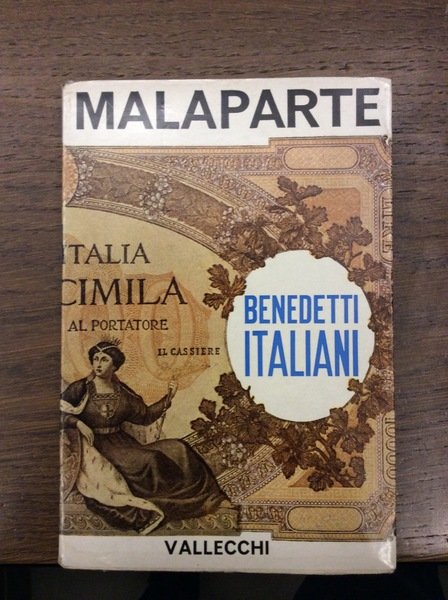 MALAPARTE
ITALIA
CIMILA
AL PORTATORE
IL CASSIERE
BENEDETTI
ITALIANI
VALLECCHI